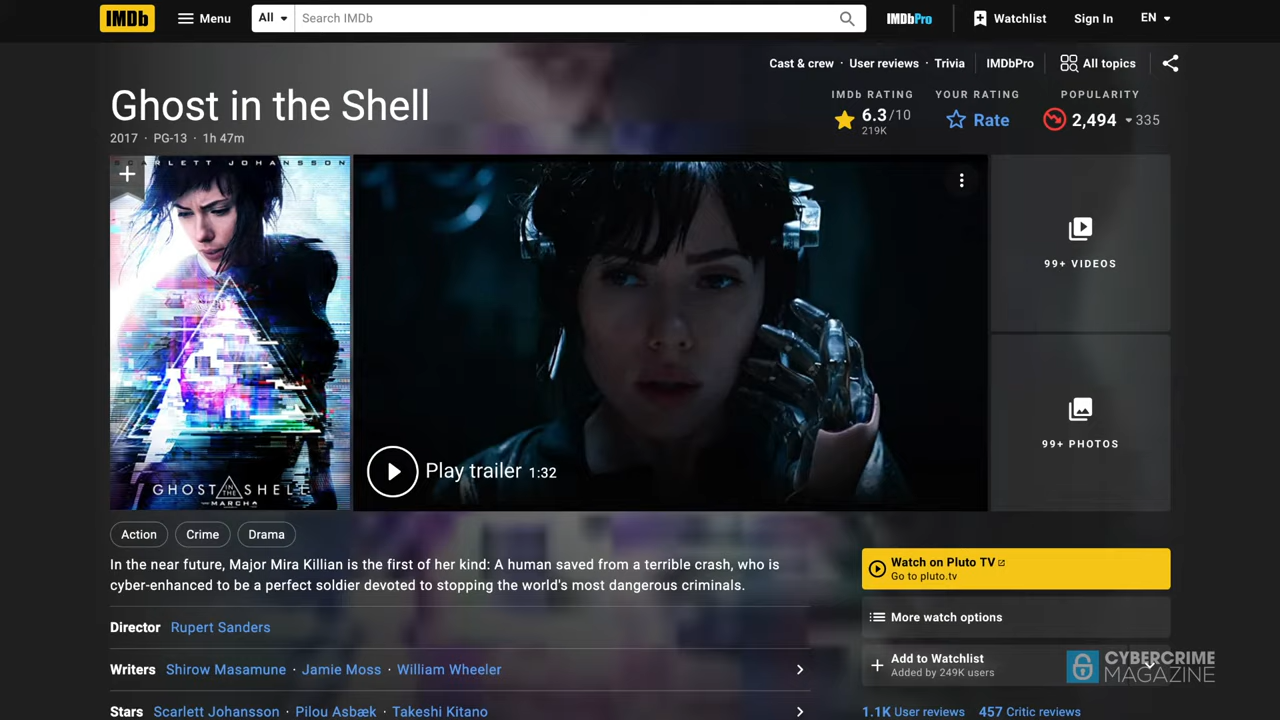 IMDb
Menu
All
Search IMDb
IMDbPro
Watchlist
Sign In
EN
Cast & crew · User reviews · Trivia
IMDbPro
All topics
Ghost in the Shell
2017 · PG-13 · 1h 47m
IMDb RATING
6.3/10
219K
YOUR RATING
Rate
POPULARITY
2,494
335
SCARLETT JOHANSSON
GHOST IN THE SHELL
MARCH
Play trailer 1:32
99+ VIDEOS
99+ PHOTOS
Action
Crime
Drama
In the near future, Major Mira Killian is the first of her kind: A human saved from a terrible crash, who is
cyber-enhanced to be a perfect soldier devoted to stopping the world's most dangerous criminals.
Director Rupert Sanders
Writers Shirow Masamune · Jamie Moss · William Wheeler
Stars Scarlett Johansson · Pilou Asbæk · Takeshi Kitano
Watch on Pluto TV
Go to pluto.tv
More watch options
Add to Watchlist
Added by 249K users
CYBERCRIME
MAGAZINE
1.1K User reviews
457 Critic reviews